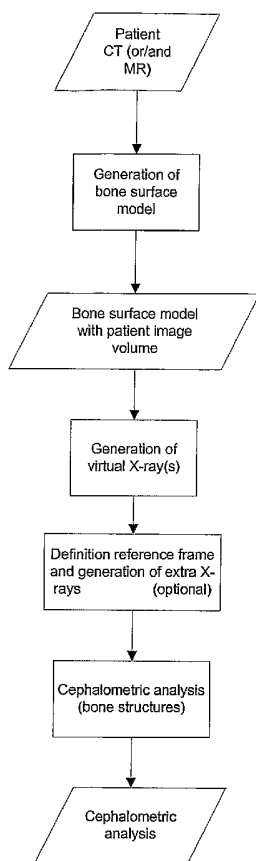 Patient
CT (or/and
MR)
Generation of
bone surface
model
Bone surface model
with patient image
volume
Generation of
virtual X-ray(s)
Definition reference frame
and generation of extra X-
rays (optional)
Cephalometric analysis
(bone structures)
Cephalometric
analysis